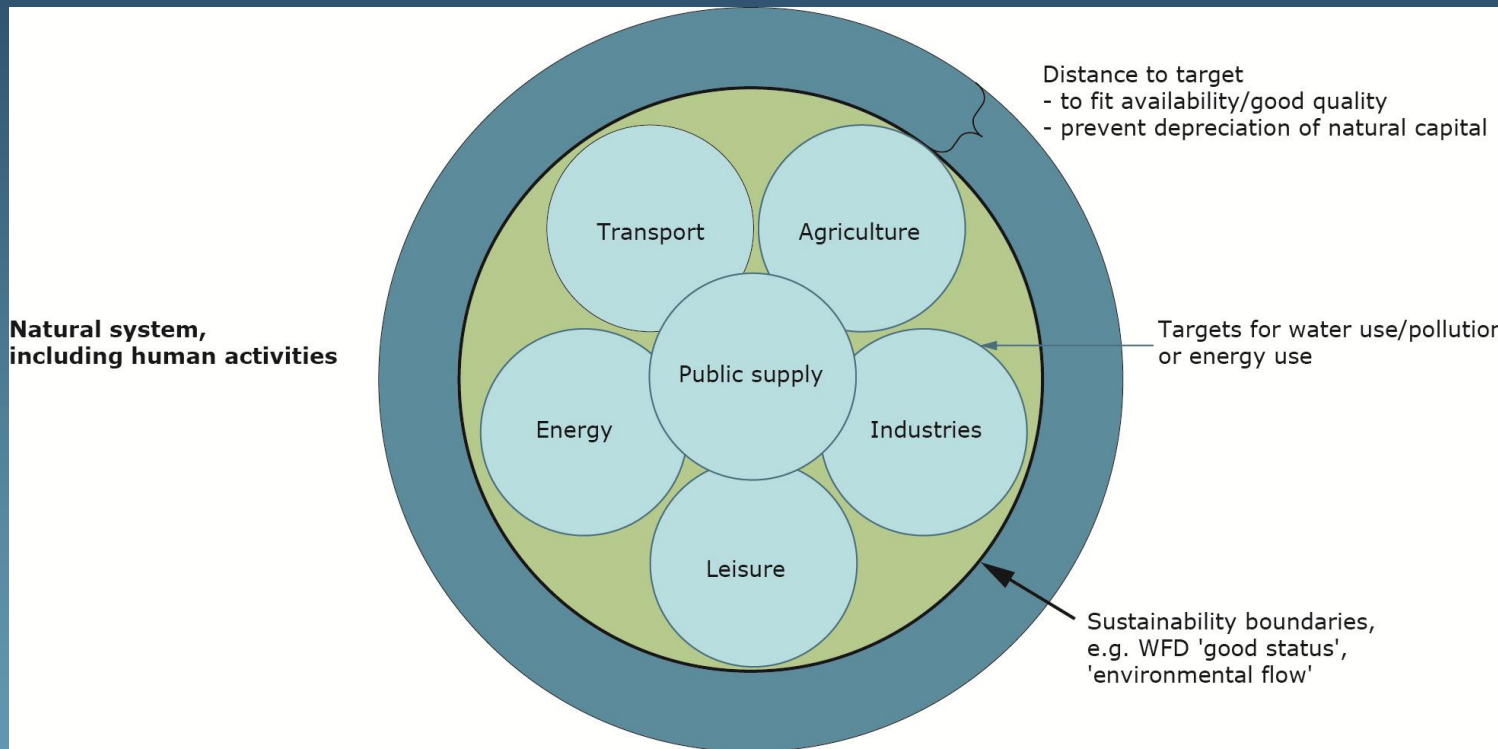 Distance to target
- to fit availability/good quality
- prevent depreciation of natural capital
Transport
Agriculture
Natural system,
including human activities
Public supply
Targets for water use/pollution
or energy use
Energy
Industries
Leisure
Sustainability boundaries,
e.g. WFD 'good status',
'environmental flow'